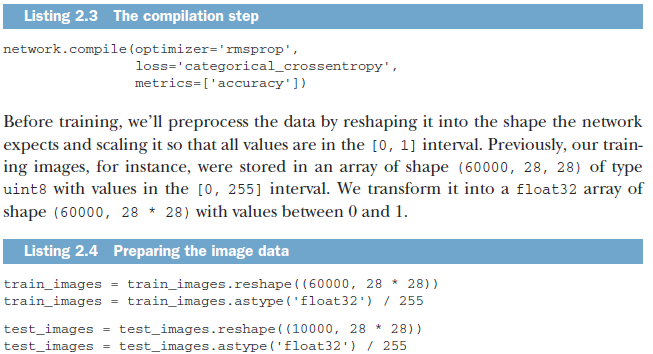 Listing 2.3 The compilation step
network.compile(optimizer='rmsprop',
loss='categorical_crossentropy',
metrics=['accuracy'])
Before training, we'll preprocess the data by reshaping it into the shape the network
expects and scaling it so that all values are in the [0, 1] interval. Previously, our train-
ing images, for instance, were stored in an array of shape (60000, 28, 28) of type
uint8 with values in the [0, 255] interval. We transform it into a float32 array of
shape (60000, 28 * 28) with values between 0 and 1.
Listing 2.4 Preparing the image data
train_images = train_images.reshape((60000, 28 * 28))
train_images = train_images.astype('float32') / 255
test_images = test_images.reshape((10000, 28 * 28))
test_images = test_images.astype('float32') / 255